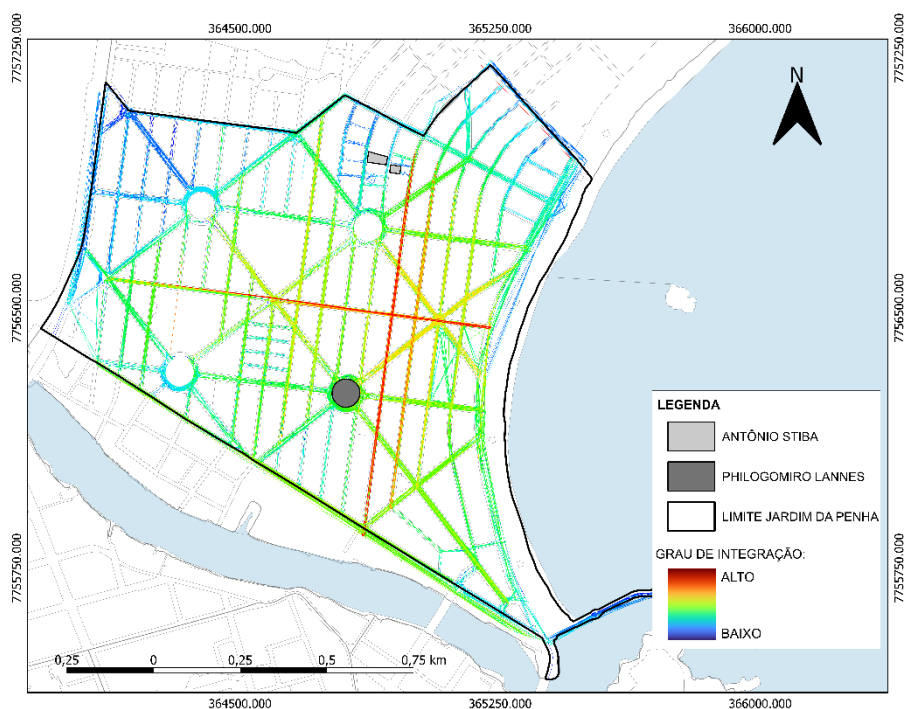 364500.000 365250.000 366000.000
7757250.000 7757250.000
N
7756500.000 7756500.000
LEGENDA
ANTÔNIO STIBA
PHILOGOMIRO LANNES
LIMITE JARDIM DA PENHA
GRAU DE INTEGRAÇÃO:
ALTO
BAIXO
7755750.000 7755750.000
0,25 0 0,25 0,5 0,75 km
364500.000 365250.000 366000.000